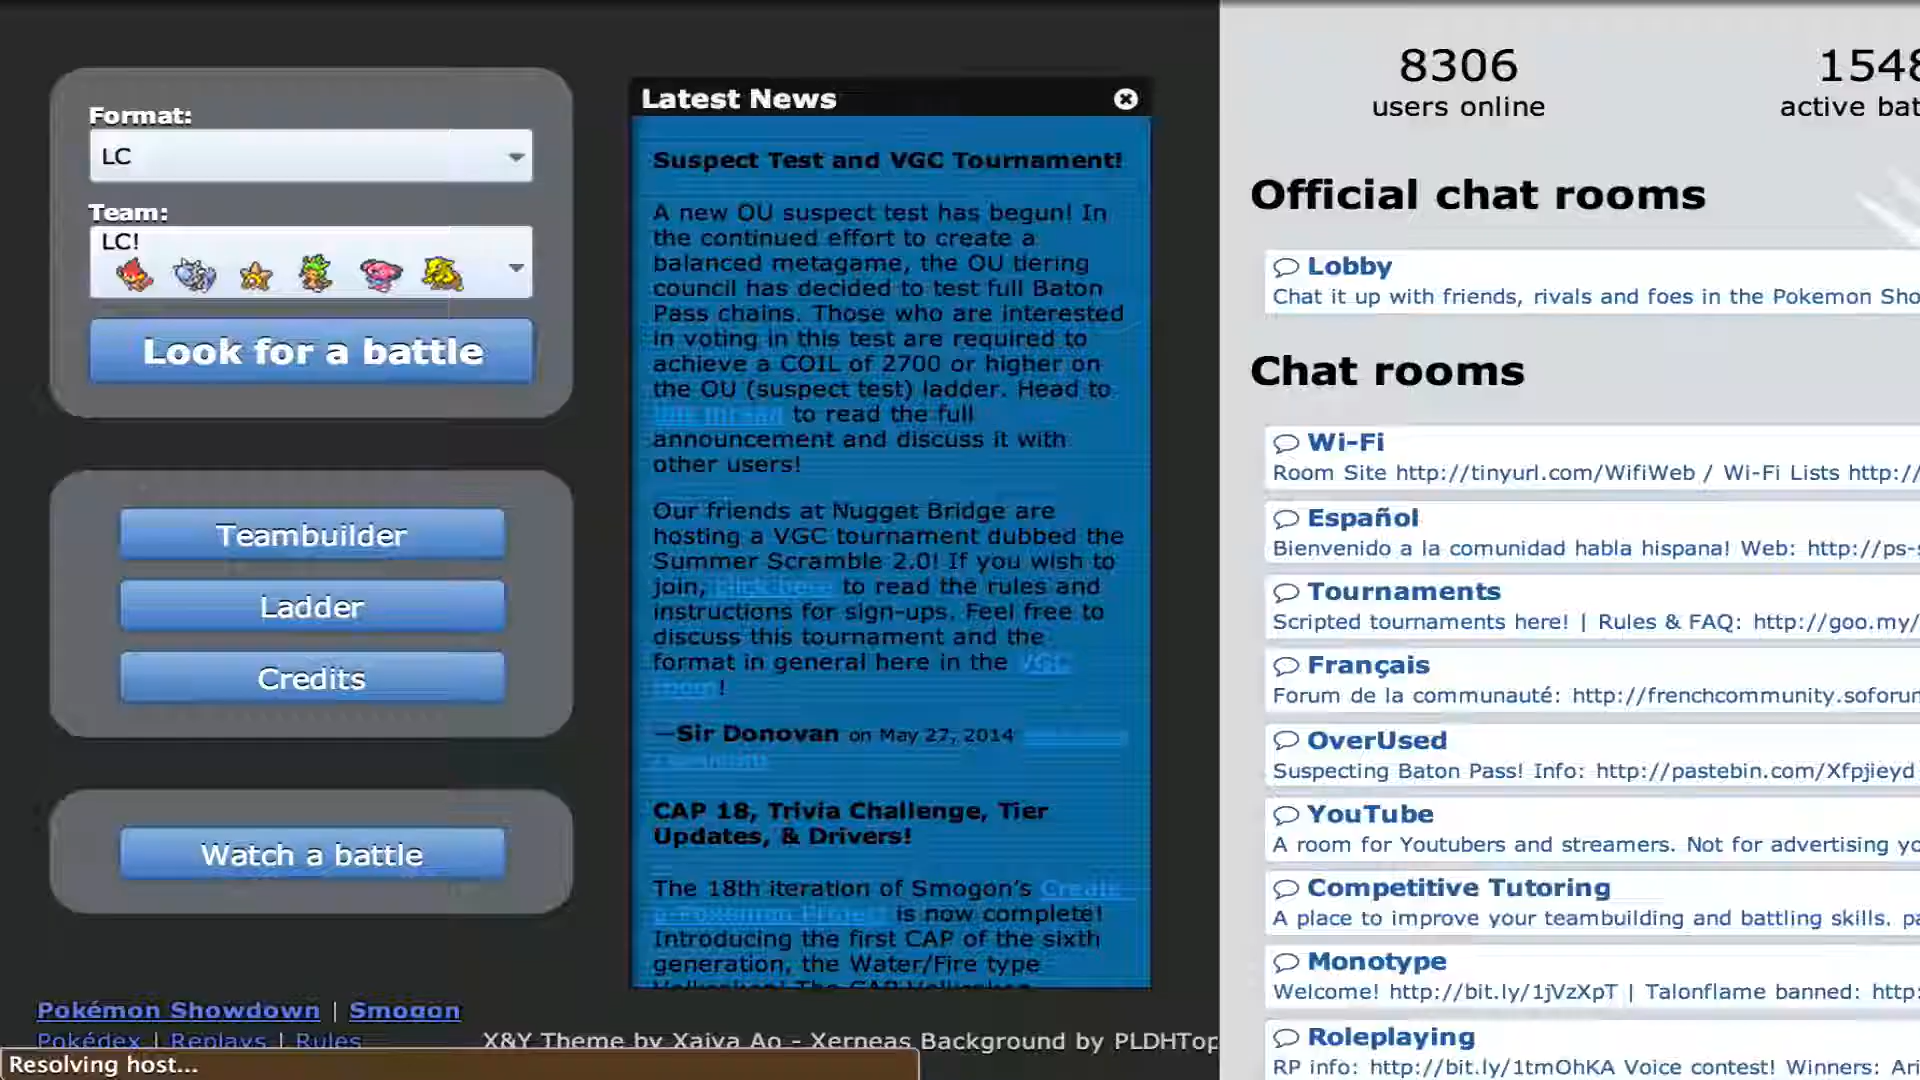 Format:
LC
Team:
LC!
Look for a battle
Teambuilder
Ladder
Credits
Watch a battle
Pokémon Showdown | Smogon
Pokédex | Replays | Rules
Resolving host...
Latest News
Suspect Test and VGC Tournament!
A new OU suspect test has begun! In
the continued effort to create a
balanced metagame, the OU tiering
council has decided to test full Baton
Pass chains. Those who are interested
in voting in this test are required to
achieve a COIL of 2700 or higher on
the OU (suspect test) ladder. Head to
to read the full
announcement and discuss it with
other users!
Our friends at Nugget Bridge are
hosting a VGC tournament dubbed the
Summer Scramble 2.0! If you wish to
join, click here to read the rules and
instructions for sign-ups. Feel free to
discuss this tournament and the
format in general here in the VGC
room!
—Sir Donovan on May 27, 2014
CAP 18, Trivia Challenge, Tier
Updates, & Drivers!
The 18th iteration of Smogon's Create
is now complete!
Introducing the first CAP of the sixth
generation, the Water/Fire type
X&Y Theme by Xaiva Ao - Xerneas Background by PLDHTop
8306
users online
1548
active bat
Official chat rooms
Lobby
Chat it up with friends, rivals and foes in the Pokemon Sho
Chat rooms
Wi-Fi
Room Site http://tinyurl.com/WifiWeb / Wi-Fi Lists http://
Español
Bienvenido a la comunidad habla hispana! Web: http://ps-s
Tournaments
Scripted tournaments here! | Rules & FAQ: http://goo.my/
Français
Forum de la communauté: http://frenchcommunity.soforun
OverUsed
Suspecting Baton Pass! Info: http://pastebin.com/Xfpjieyd
YouTube
A room for Youtubers and streamers. Not for advertising yo
Competitive Tutoring
A place to improve your teambuilding and battling skills. pa
Monotype
Welcome! http://bit.ly/1jVzXpT | Talonflame banned: http:
Roleplaying
RP info: http://bit.ly/1tmOhKA Voice contest! Winners: Ari